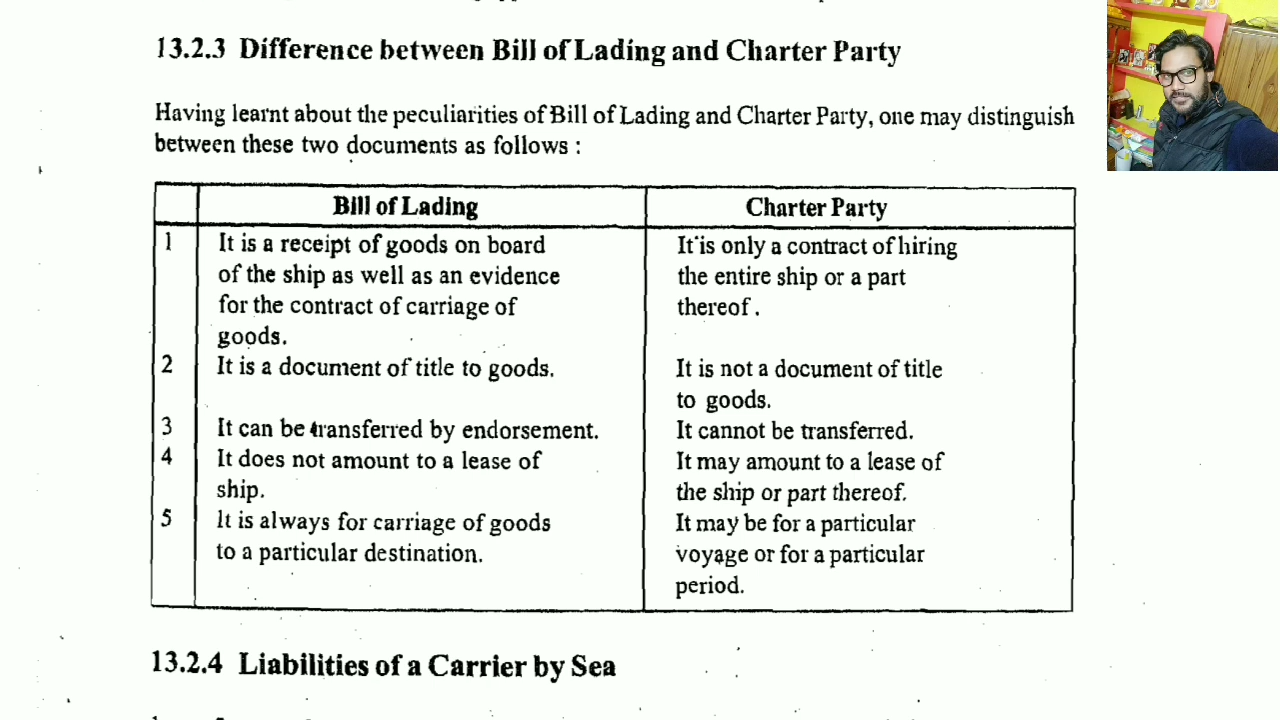 13.2.3 Difference between Bill of Lading and Charter Party
Having learnt about the peculiarities of Bill of Lading and Charter Party, one may distinguish
between these two documents as follows :
Bill of Lading
Charter Party
1
It is a receipt of goods on board
of the ship as well as an evidence
for the contract of carriage of
goods.
It is only a contract of hiring
the entire ship or a part
thereof .
2
It is a document of title to goods.
It is not a document of title
to goods.
3
It can be transferred by endorsement.
It cannot be transferred.
4
It does not amount to a lease of
ship.
It may amount to a lease of
the ship or part thereof.
5
It is always for carriage of goods
to a particular destination.
It may be for a particular
voyage or for a particular
period.
13.2.4 Liabilities of a Carrier by Sea